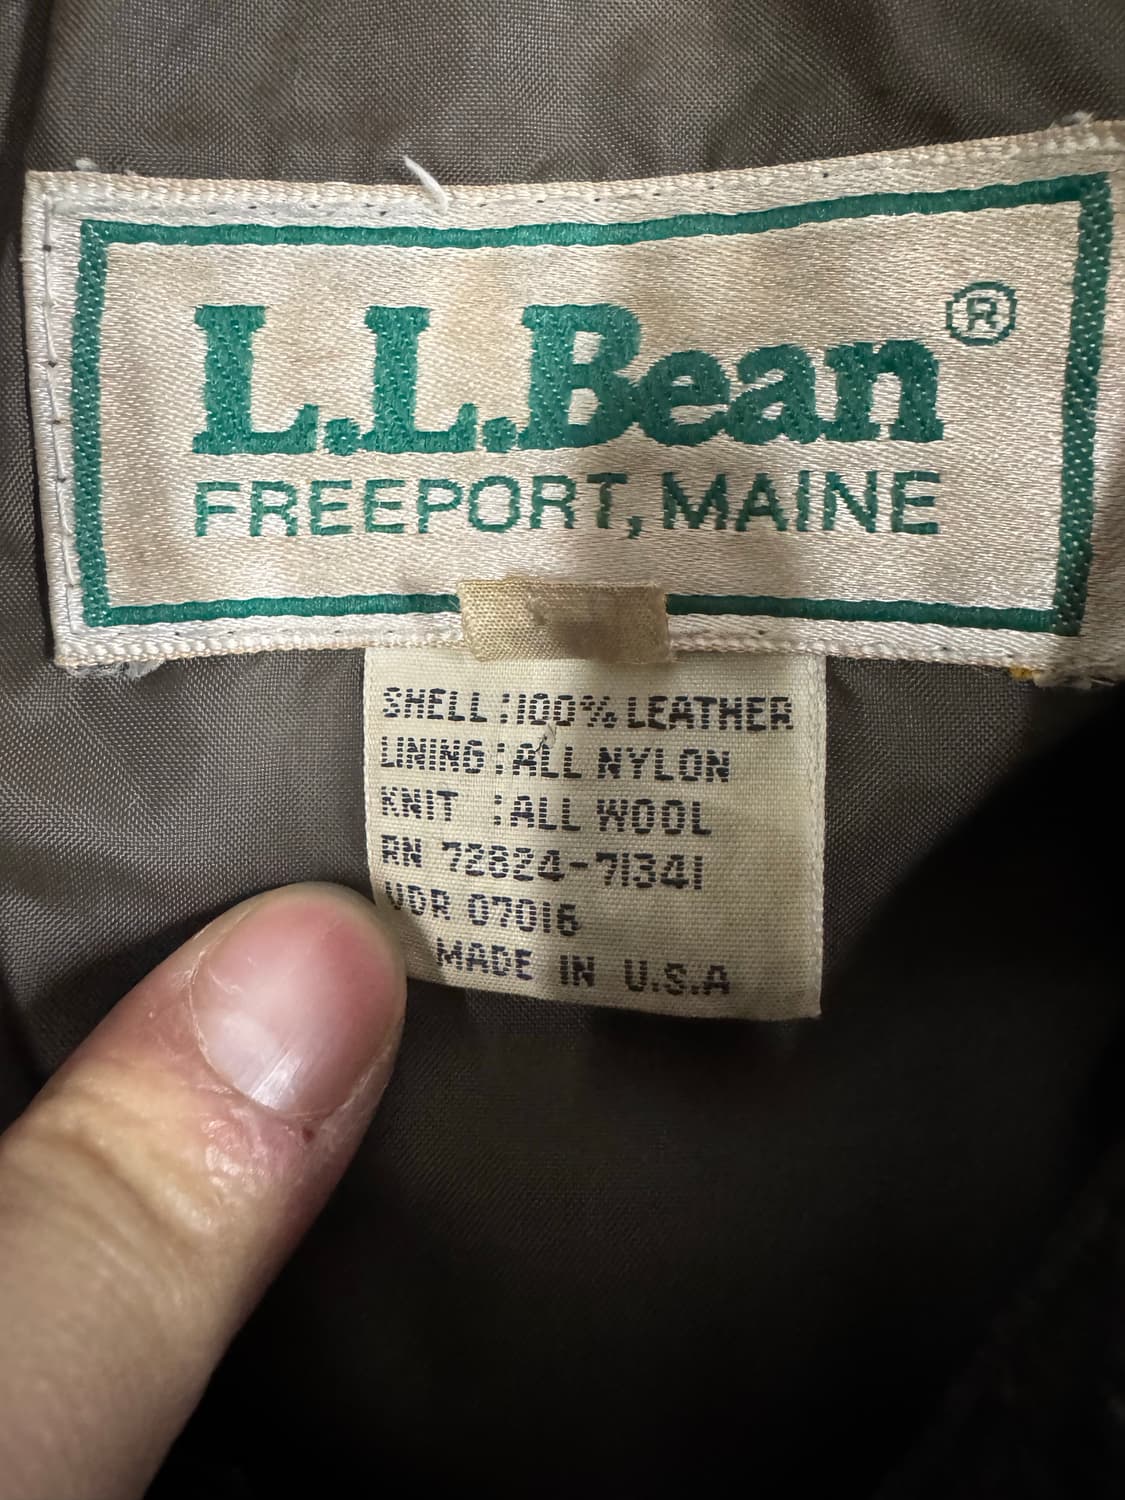 L.L.Bean®
FREEPORT, MAINE
SHELL:100% LEATHER
LINING:ALL NYLON
KNIT :ALL WOOL
RN 72824-71341
VDR 07016
MADE IN U.S.A